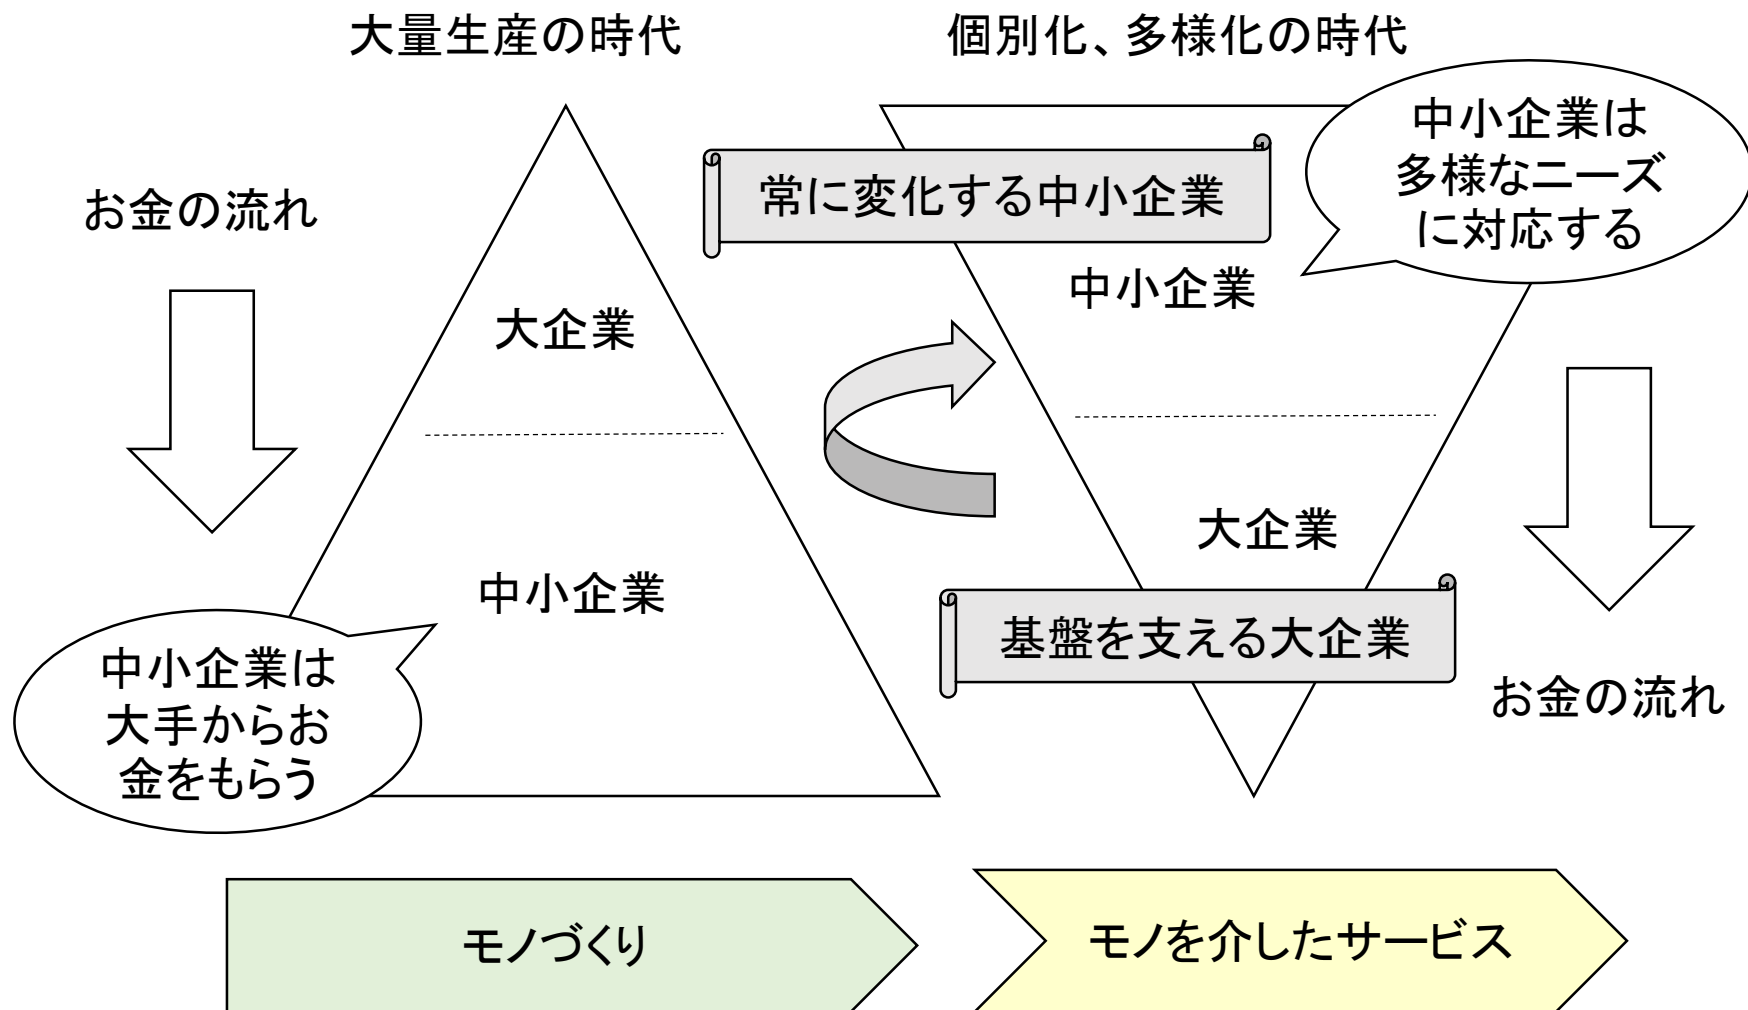 大量生産の時代
個別化、多様化の時代
お金の流れ
大企業
中小企業
中小企業は
大手からお
金をもらう
常に変化する中小企業
中小企業は
多様なニーズ
に対応する
中小企業
大企業
基盤を支える大企業
お金の流れ
モノづくり
モノを介したサービス